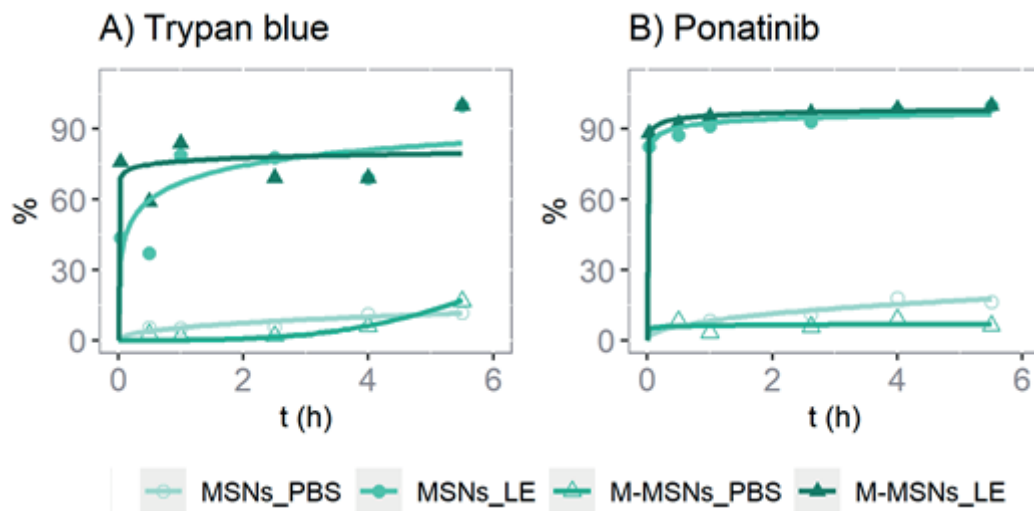 A) Trypan blue
B) Ponatinib
90
60
30
0
%
0 2 4 6
t (h)
90
60
30
0
%
0 2 4 6
t (h)
MSNs_PBS MSNs_LE M-MSNs_PBS M-MSNs_LE